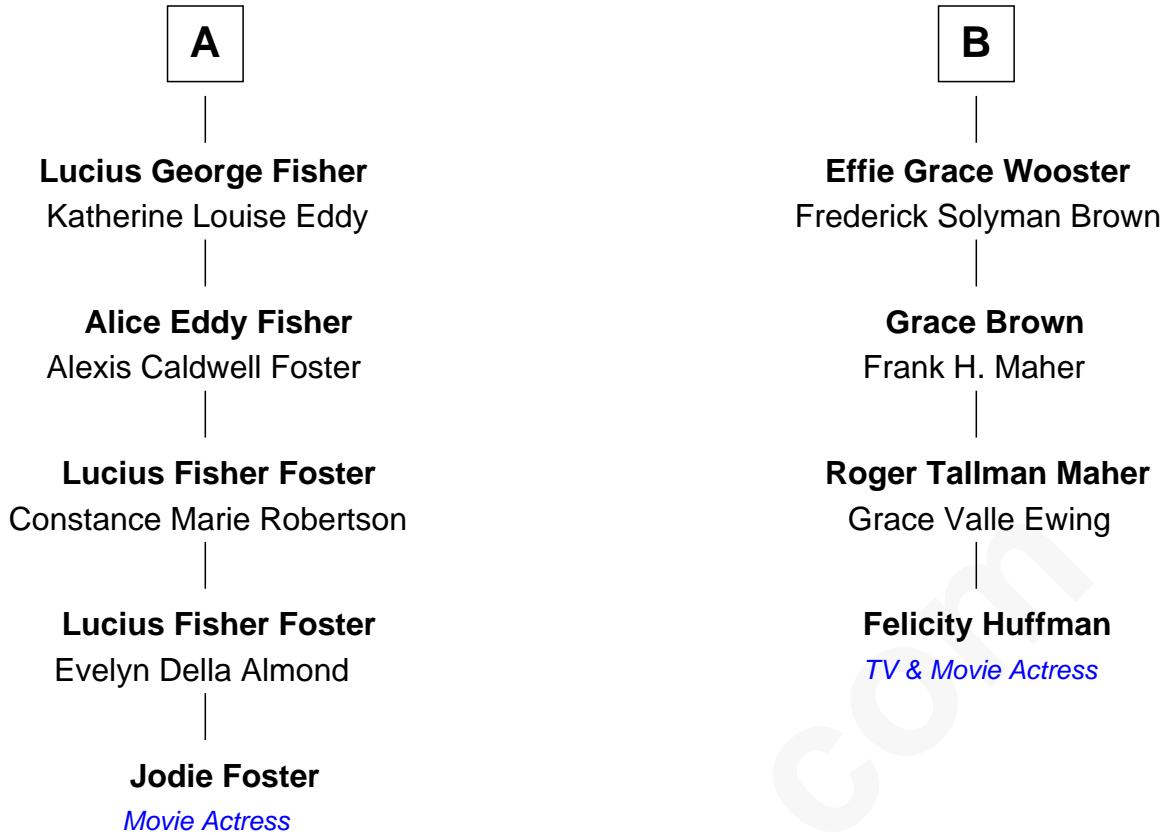 A
B
Lucius George Fisher
Katherine Louise Eddy
Effie Grace Wooster
Frederick Solyman Brown
Alice Eddy Fisher
Alexis Caldwell Foster
Grace Brown
Frank H. Maher
Lucius Fisher Foster
Constance Marie Robertson
Roger Tallman Maher
Grace Valle Ewing
Lucius Fisher Foster
Evelyn Della Almond
Felicity Huffman
TV & Movie Actress
Jodie Foster
Movie Actress
com